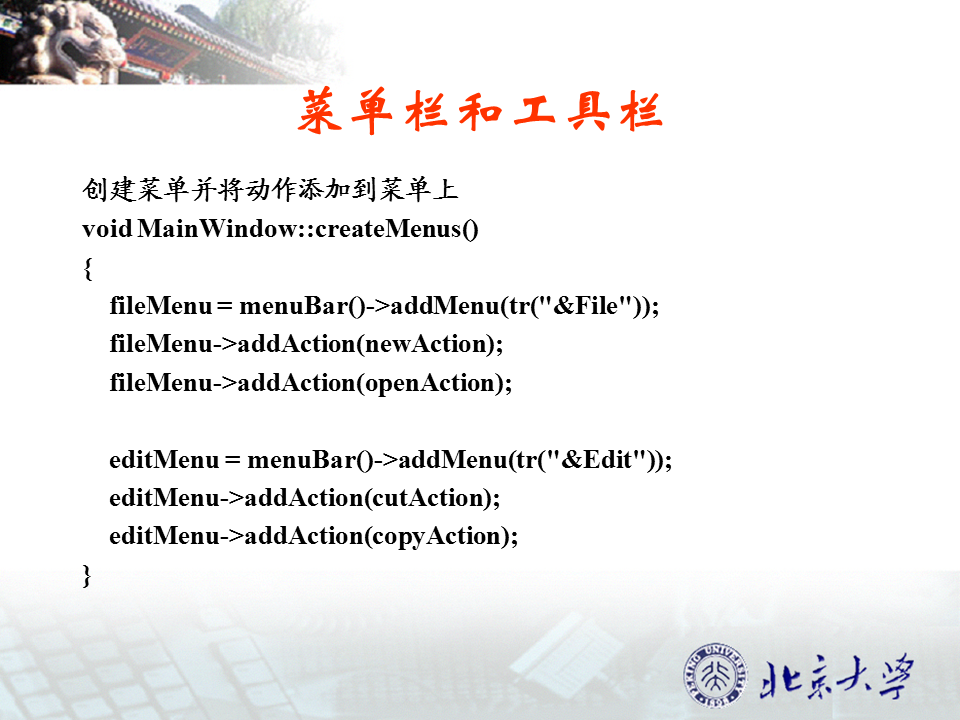 菜单栏和工具栏
创建菜单并将动作添加到菜单上
void MainWindow::createMenus()
{
fileMenu = menuBar()->addMenu(tr("&File"));
fileMenu->addAction(newAction);
fileMenu->addAction(openAction);
editMenu = menuBar()->addMenu(tr("&Edit"));
editMenu->addAction(cutAction);
editMenu->addAction(copyAction);
}
PEKING UNIVERSITY
1898
北京大学